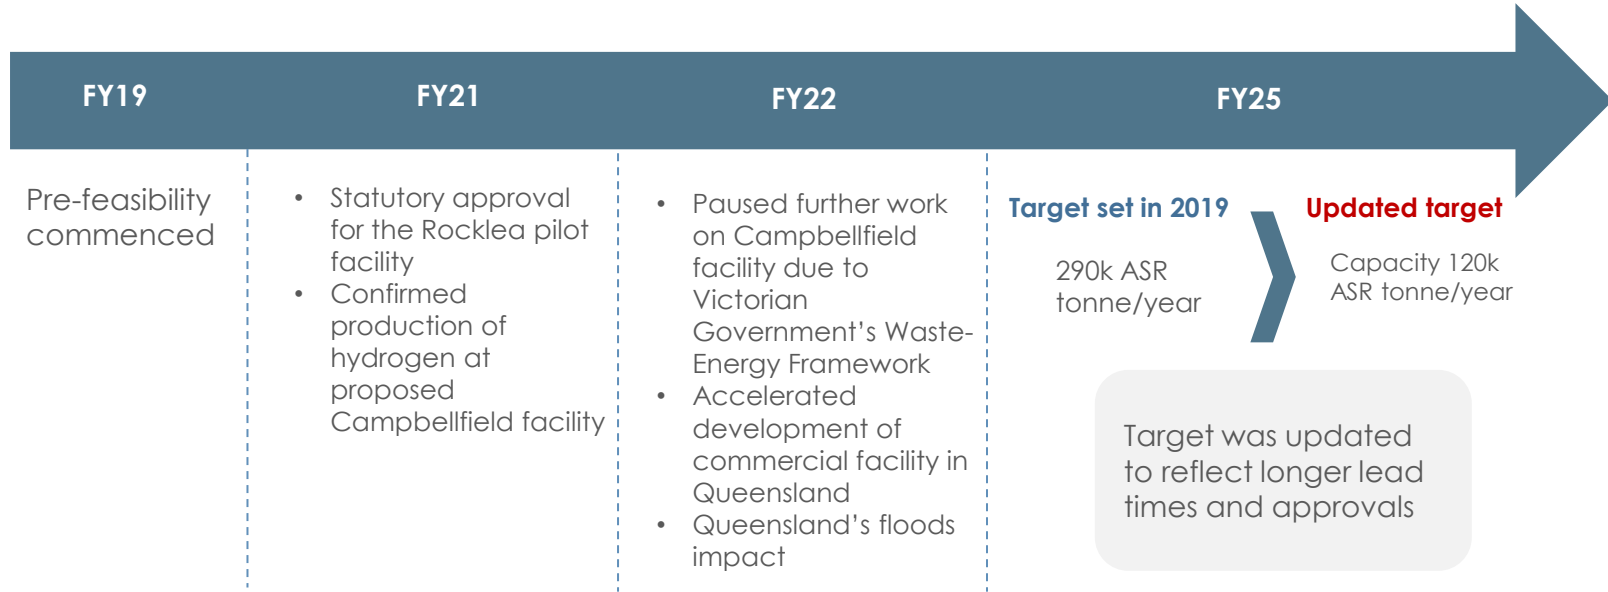 FY19
FY21
FY22
FY25
Pre-feasibility
commenced
• Statutory approval
for the Rocklea pilot
facility
• Confirmed
production of
hydrogen at
proposed
Campbellfield facility
• Paused further work
on Campbellfield
facility due to
Victorian
Government’s Waste-
Energy Framework
• Accelerated
development of
commercial facility in
Queensland
• Queensland’s floods
impact
Target set in 2019
290k ASR
tonne/year
Updated target
Capacity 120k
ASR tonne/year
Target was updated
to reflect longer lead
times and approvals